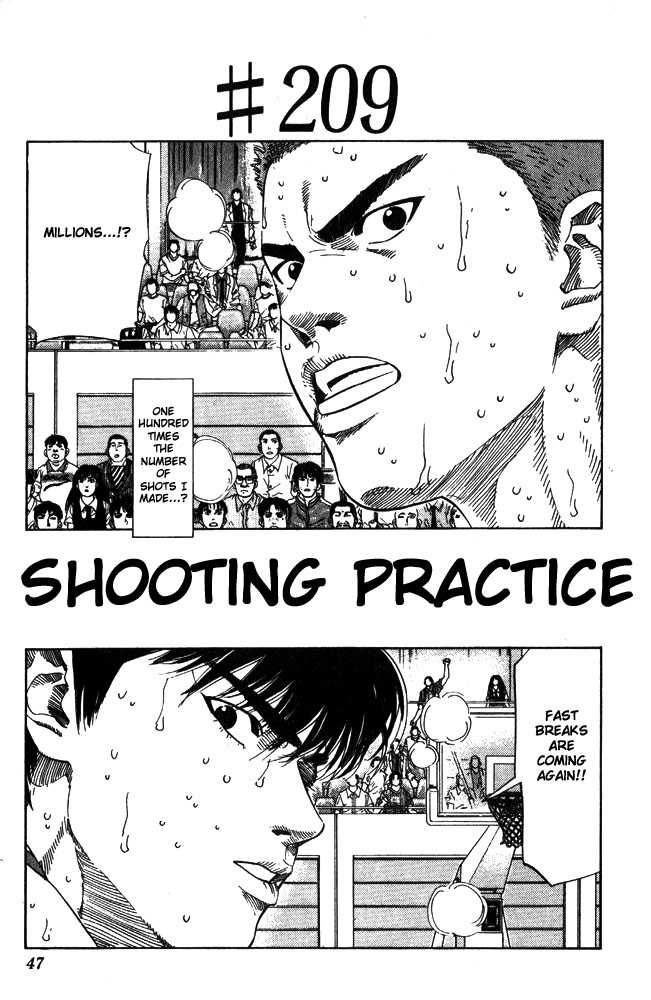 #209
MILLIONS...!?
ONE
HUNDRED
TIMES THE
NUMBER
OF
SHOTS I
MADE...?
SHOOTING PRACTICE
FAST
BREAKS
ARE
COMING
AGAIN!!
47